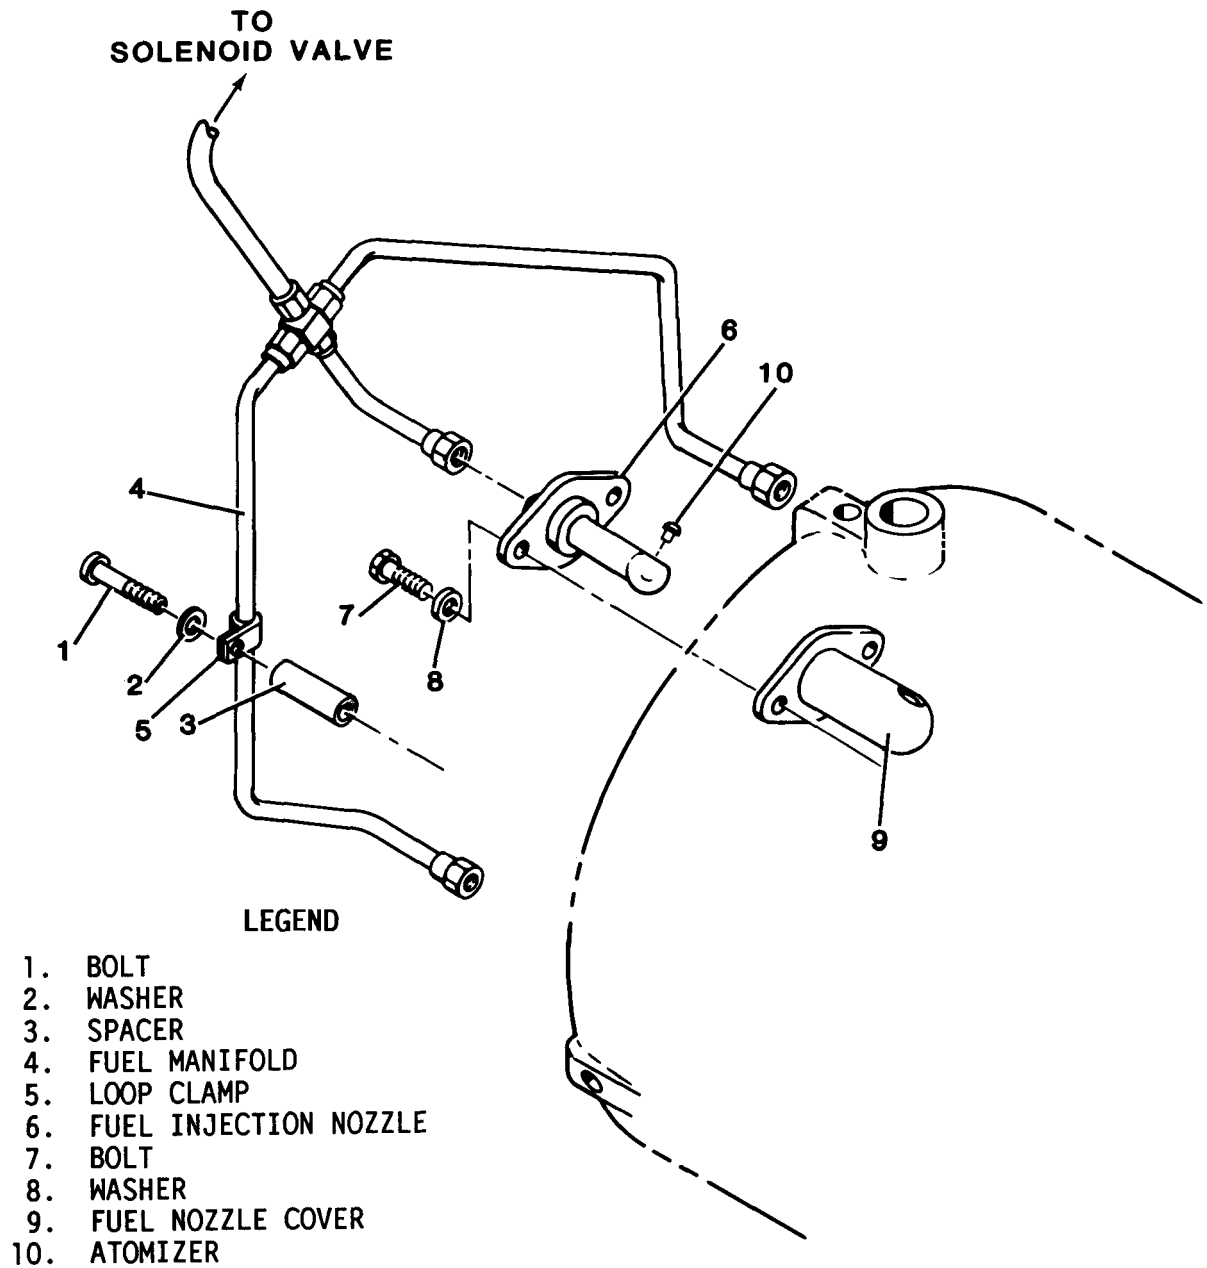 TO
SOLENOID VALVE
6
10
4
7
1
2
8
5
3
9
LEGEND
1. BOLT
2. WASHER
3. SPACER
4. FUEL MANIFOLD
5. LOOP CLAMP
6. FUEL INJECTION NOZZLE
7. BOLT
8. WASHER
9. FUEL NOZZLE COVER
10. ATOMIZER